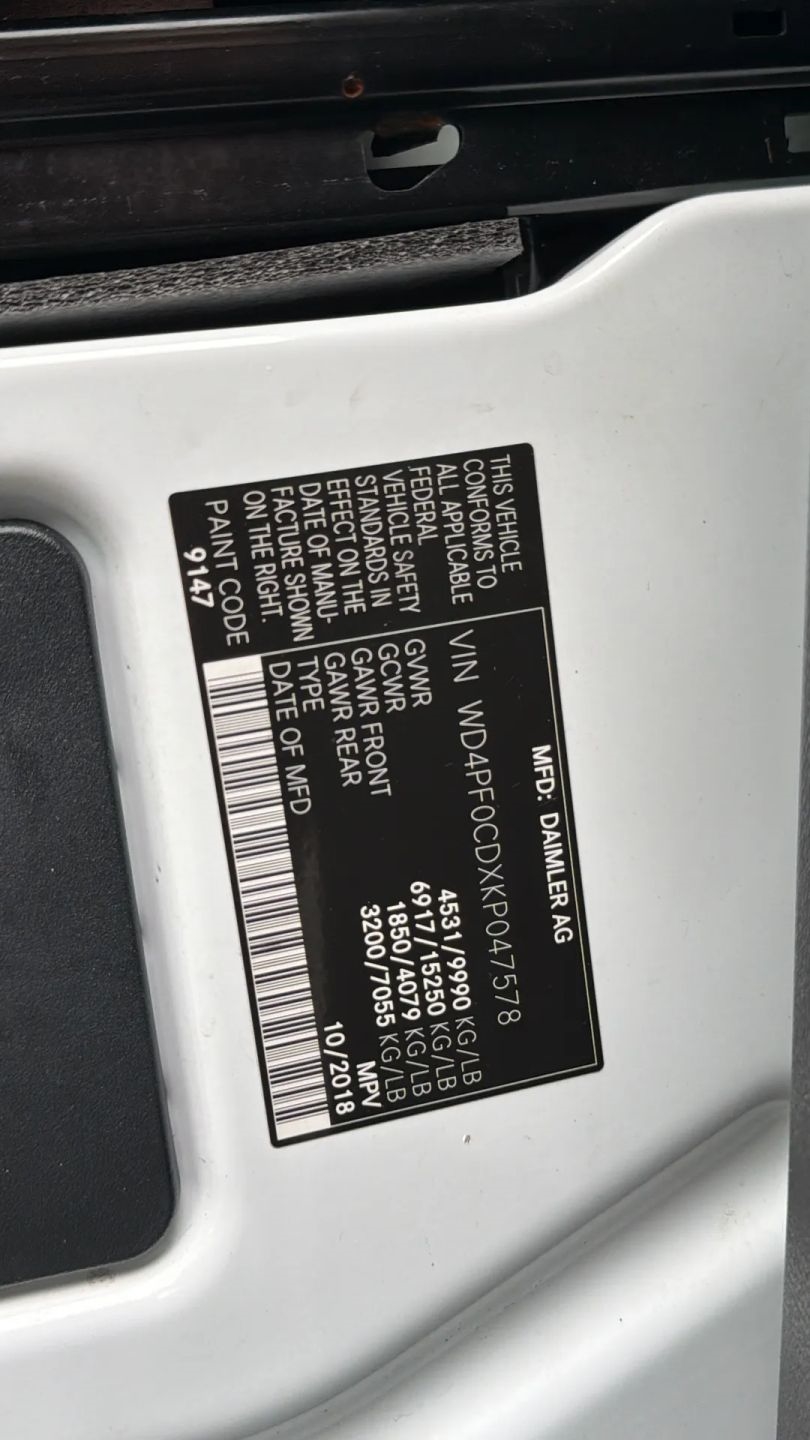 THIS VEHICLE
CONFORMS TO
ALL APPLICABLE
FEDERAL
VEHICLE SAFETY
STANDARDS IN
EFFECT ON THE
DATE OF MANU-
FACTURE SHOWN
ON THE RIGHT.
PAINT CODE
9147
MFD: DAIMLER AG
VIN WD4PF0CDXKP047578
GVWR 4531/9990 KG/LB
GCWR 6917/15250 KG/LB
GAWR FRONT 1850/4079 KG/LB
GAWR REAR 3200/7055 KG/LB
TYPE MPV
DATE OF MFD 10/2018